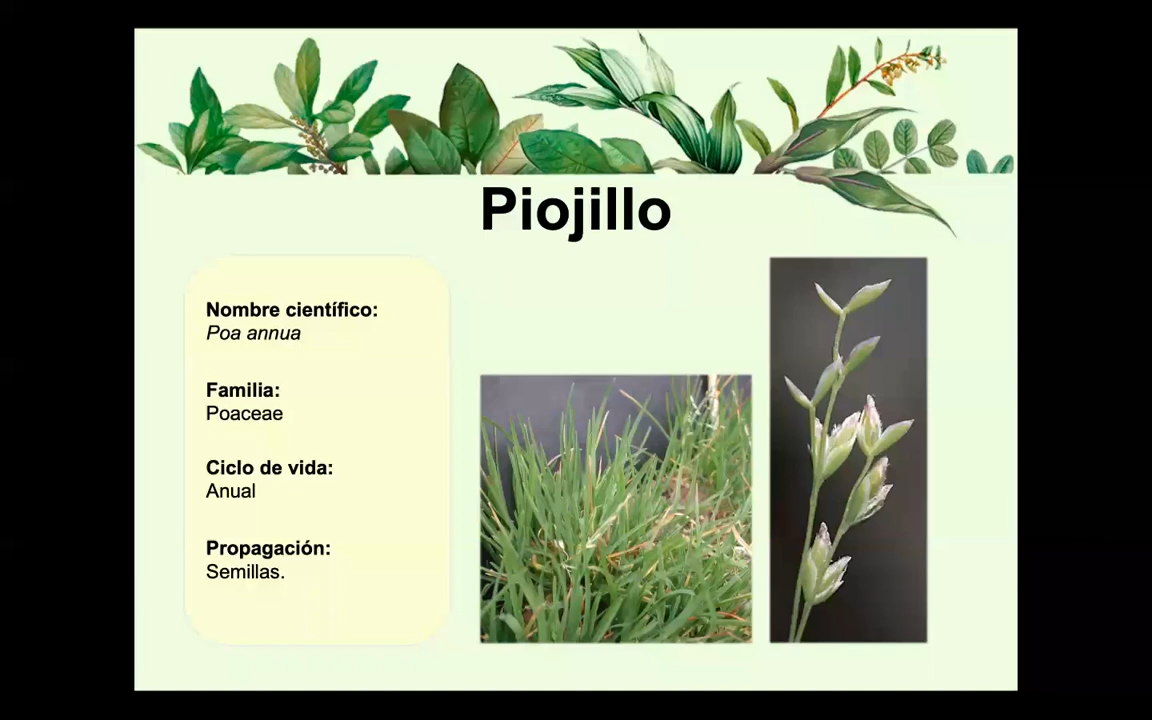 Piojillo
Nombre científico:
Poa annua
Familia:
Poaceae
Ciclo de vida:
Anual
Propagación:
Semillas.